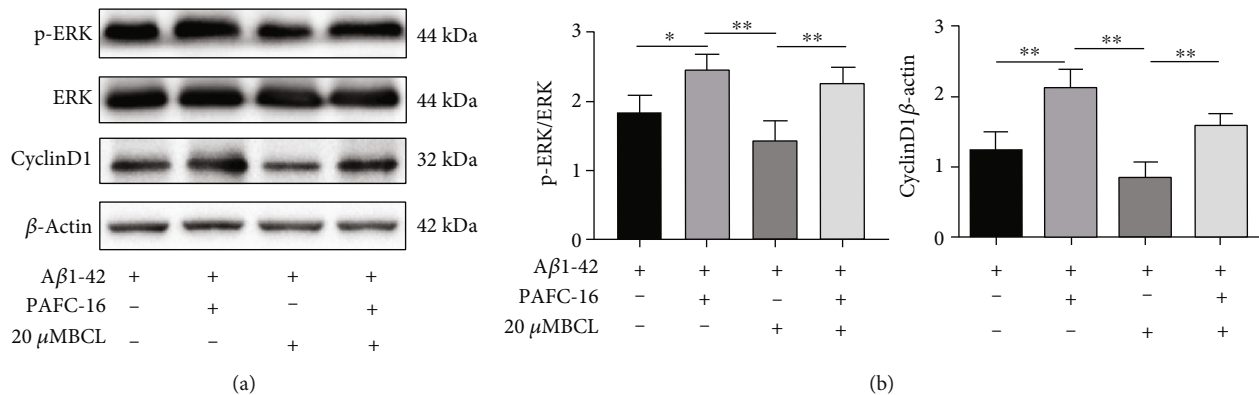 p-ERK 44 kDa
ERK 44 kDa
CyclinD1 32 kDa
β-Actin 42 kDa
Aβ1-42 + + + +
PAFC-16 – + – +
20 μMBCL – – + +
(a)
p-ERK/ERK
3
2
1
0
* ** **
Aβ1-42 + + + +
PAFC-16 – + – +
20 μMBCL – – + +
CyclinD1β-actin
3
2
1
0
** ** **
+ + + +
– + – +
– – + +
(b)